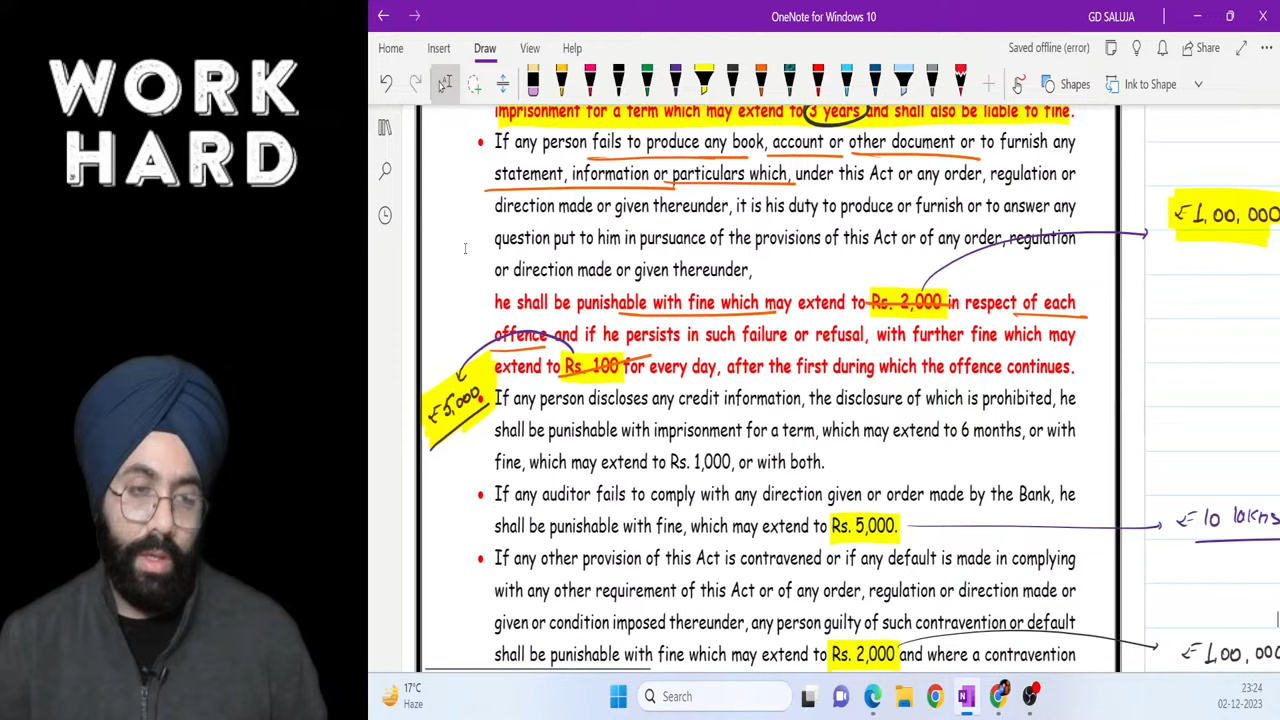 WORK
HARD
OneNote for Windows 10
GD SALUJA
Home
Insert
Draw
View
Help
Saved offline (error)
Share
Shapes
Ink to Shape
imprisonment for a term which may extend to 3 years and shall also be liable to fine.
If any person fails to produce any book, account or other document or to furnish any
statement, information or particulars which, under this Act or any order, regulation or
direction made or given thereunder, it is his duty to produce or furnish or to answer any
question put to him in pursuance of the provisions of this Act or of any order, regulation
or direction made or given thereunder,
he shall be punishable with fine which may extend to Rs. 2,000 in respect of each
offence and if he persists in such failure or refusal, with further fine which may
extend to Rs. 100 for every day, after the first during which the offence continues.
If any person discloses any credit information, the disclosure of which is prohibited, he
shall be punishable with imprisonment for a term, which may extend to 6 months, or with
fine, which may extend to Rs. 1,000, or with both.
If any auditor fails to comply with any direction given or order made by the Bank, he
shall be punishable with fine, which may extend to Rs. 5,000.
If any other provision of this Act is contravened or if any default is made in complying
with any other requirement of this Act or of any order, regulation or direction made or
given or condition imposed thereunder, any person guilty of such contravention or default
shall be punishable with fine which may extend to Rs. 2,000 and where a contravention
≤ 1,00,000
≤ 5,000
≤ 10 lakhs
≤ 1,00,000
17°C
Haze
Search
23:24
02-12-2023